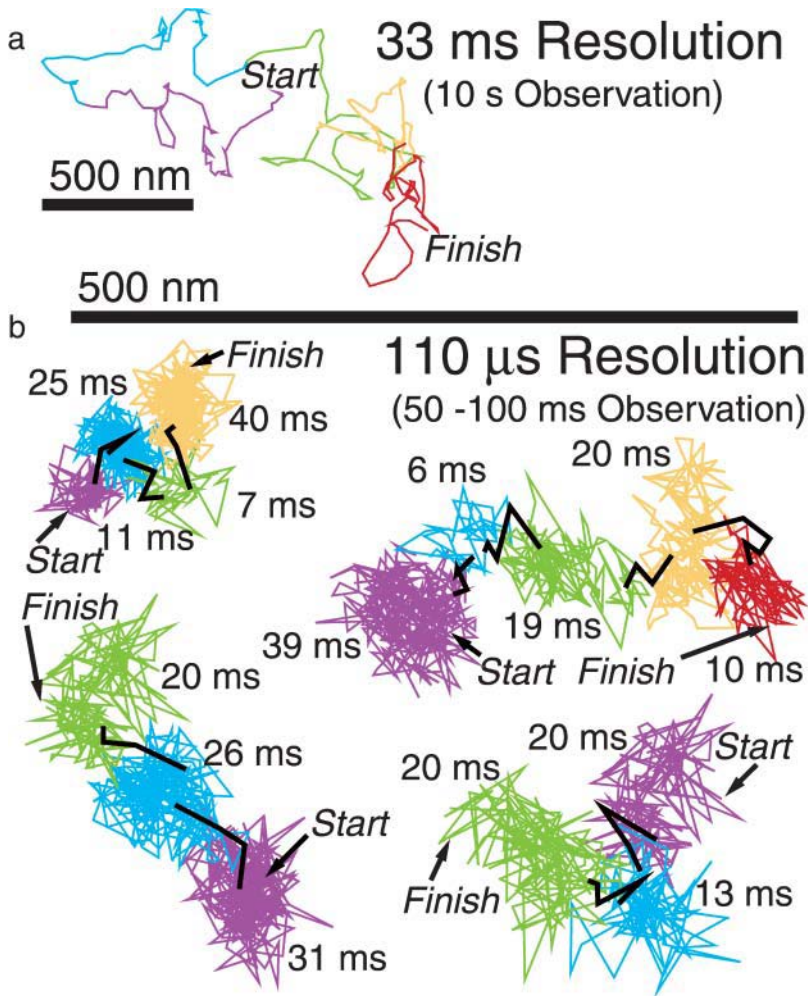 a
33 ms Resolution
(10 s Observation)
Start
500 nm
Finish
500 nm
b
110 μs Resolution
(50 -100 ms Observation)
Finish
25 ms
40 ms
7 ms
11 ms
Start
6 ms
20 ms
39 ms
19 ms
Start
Finish
10 ms
Finish
20 ms
26 ms
Start
31 ms
20 ms
Start
20 ms
Finish
13 ms